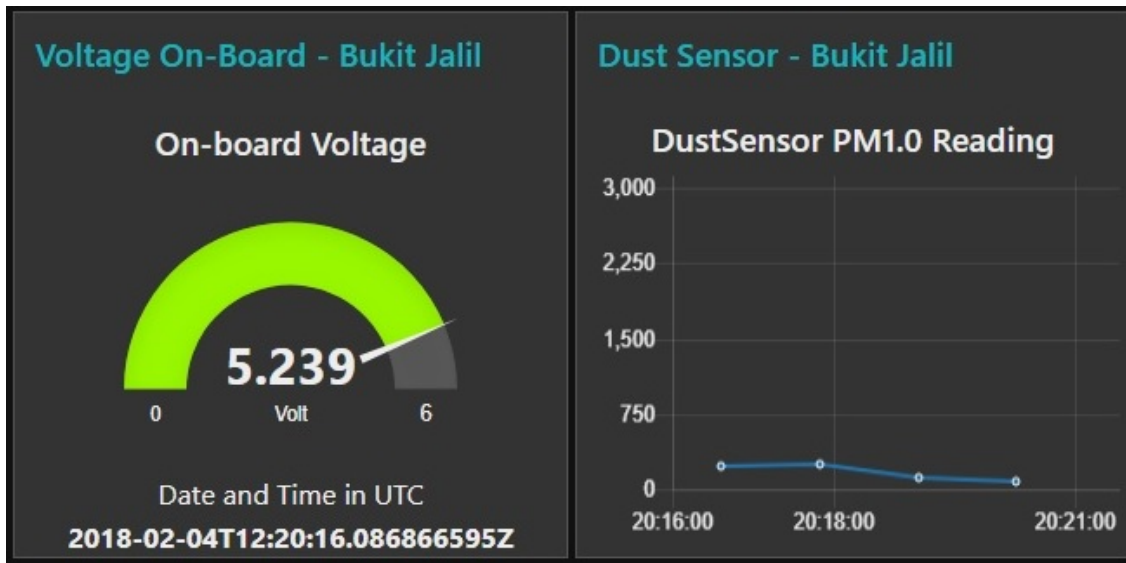 Voltage On-Board - Bukit Jalil
On-board Voltage
5.239
0 Volt 6
Date and Time in UTC
2018-02-04T12:20:16.086866595Z
Dust Sensor - Bukit Jalil
DustSensor PM1.0 Reading
3,000
2,250
1,500
750
0
20:16:00 20:18:00 20:21:00